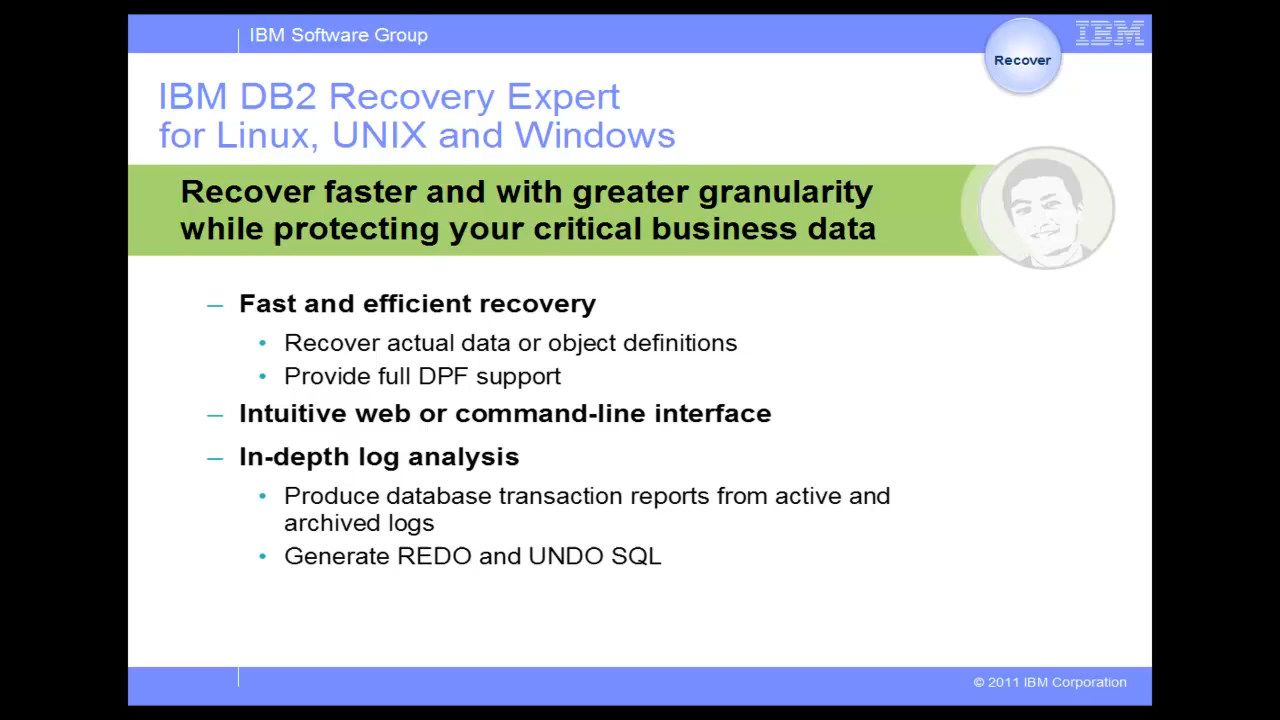 IBM Software Group
IBM
Recover
IBM DB2 Recovery Expert
for Linux, UNIX and Windows
Recover faster and with greater granularity
while protecting your critical business data
– Fast and efficient recovery
• Recover actual data or object definitions
• Provide full DPF support
– Intuitive web or command-line interface
– In-depth log analysis
• Produce database transaction reports from active and
archived logs
• Generate REDO and UNDO SQL
© 2011 IBM Corporation